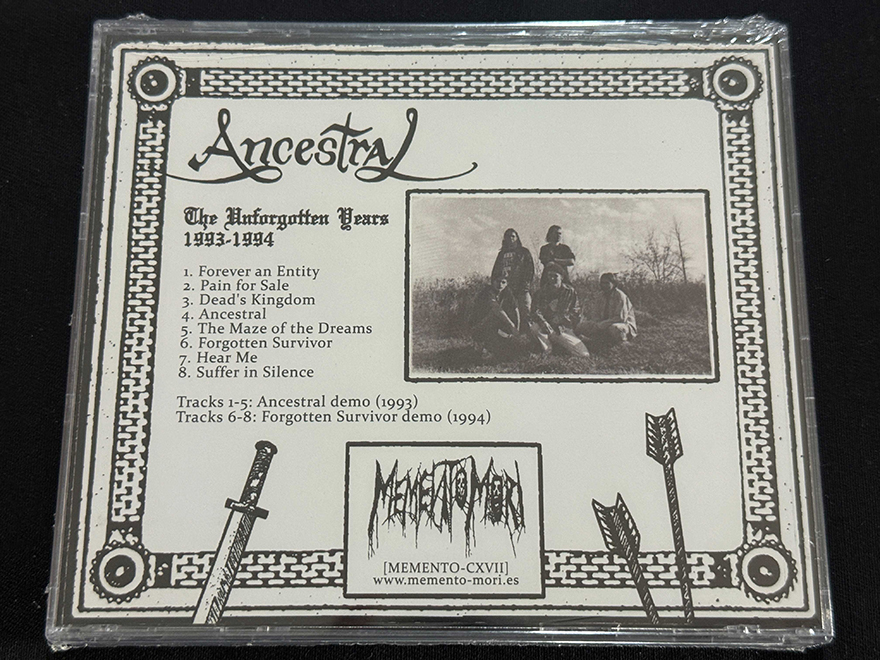 Ancestral
The Unforgotten Years
1993-1994
1. Forever an Entity
2. Pain for Sale
3. Dead's Kingdom
4. Ancestral
5. The Maze of the Dreams
6. Forgotten Survivor
7. Hear Me
8. Suffer in Silence
Tracks 1-5: Ancestral demo (1993)
Tracks 6-8: Forgotten Survivor demo (1994)
MEMENTO MORI
[MEMENTO-CXVII]
www.memento-mori.es